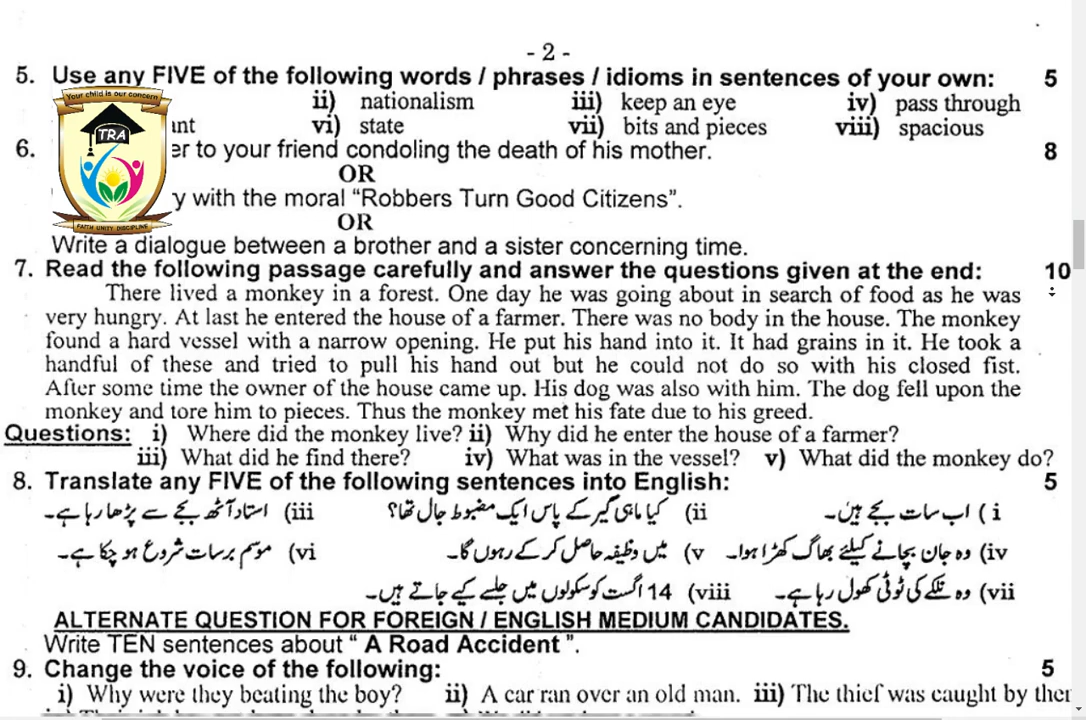 - 2 -
5. Use any FIVE of the following words / phrases / idioms in sentences of your own: 5
ii) nationalism iii) keep an eye iv) pass through
Your child is our concern
TRA
FAITH UNITY DISCIPLINE
vi) state vii) bits and pieces viii) spacious
6. er to your friend condoling the death of his mother. 8
OR
y with the moral “Robbers Turn Good Citizens”.
OR
Write a dialogue between a brother and a sister concerning time.
7. Read the following passage carefully and answer the questions given at the end: 10
There lived a monkey in a forest. One day he was going about in search of food as he was
very hungry. At last he entered the house of a farmer. There was no body in the house. The monkey
found a hard vessel with a narrow opening. He put his hand into it. It had grains in it. He took a
handful of these and tried to pull his hand out but he could not do so with his closed fist.
After some time the owner of the house came up. His dog was also with him. The dog fell upon the
monkey and tore him to pieces. Thus the monkey met his fate due to his greed.
Questions: i) Where did the monkey live? ii) Why did he enter the house of a farmer?
iii) What did he find there? iv) What was in the vessel? v) What did the monkey do?
8. Translate any FIVE of the following sentences into English: 5
i) اب سات بجے ہیں۔ ii) کیا ماہی گیر کے پاس ایک مضبوط جال تھا؟ iii) استاد آٹھ بجے سے پڑھا رہا ہے۔
iv) وہ جان بچانے کیلئے بھاگ کھڑا ہوا۔ v) میں وظیفہ حاصل کر کے رہوں گا۔ vi) موسم برسات شروع ہو چکا ہے۔
vii) وہ نلکے کی ٹوٹی کھول رہا ہے۔ viii) 14 اگست کو سکولوں میں جلسے کیے جاتے ہیں۔
ALTERNATE QUESTION FOR FOREIGN / ENGLISH MEDIUM CANDIDATES.
Write TEN sentences about “ A Road Accident ”.
9. Change the voice of the following: 5
i) Why were they beating the boy? ii) A car ran over an old man. iii) The thief was caught by ther